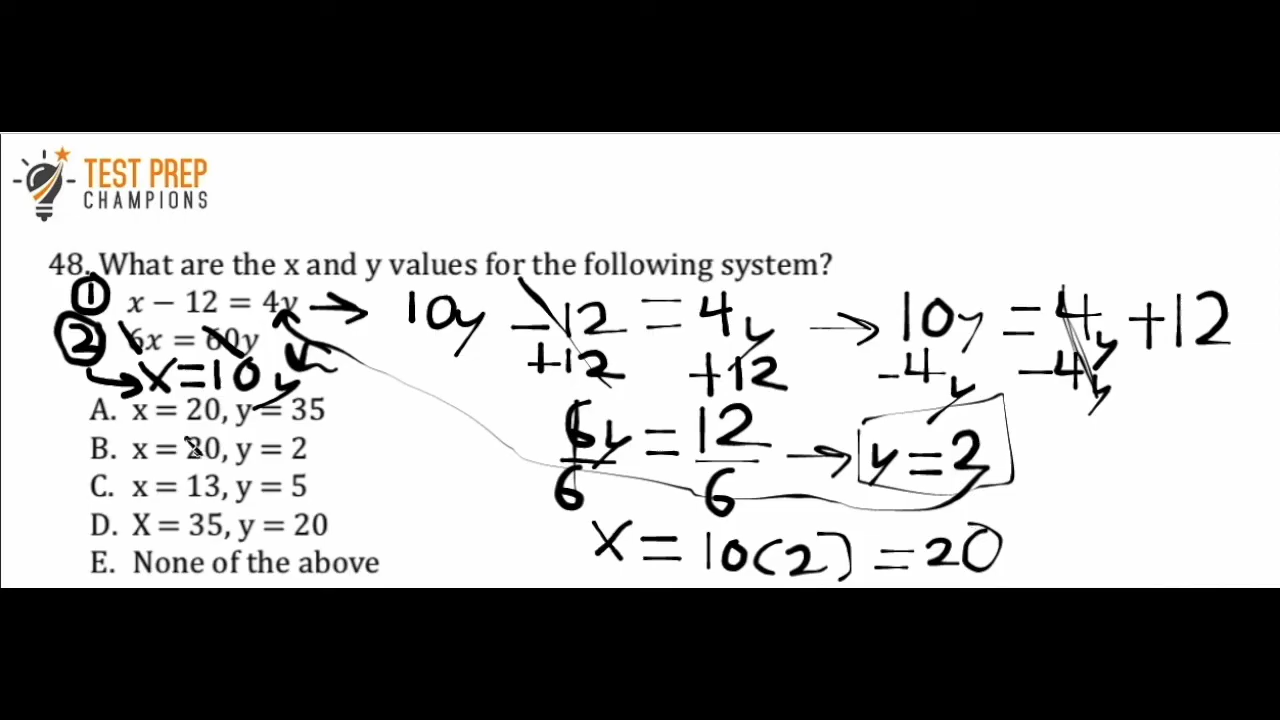 TEST PREP
CHAMPIONS
48. What are the x and y values for the following system?
① x − 12 = 4y → 10y − 12 = 4y → 10y = 4y + 12
+12 +12 −4y −4y
② 6x = 60y
x = 10y
6y = 12 → y = 2
6 6
x = 10(2) = 20
A. x = 20, y = 35
B. x = 20, y = 2
C. x = 13, y = 5
D. X = 35, y = 20
E. None of the above